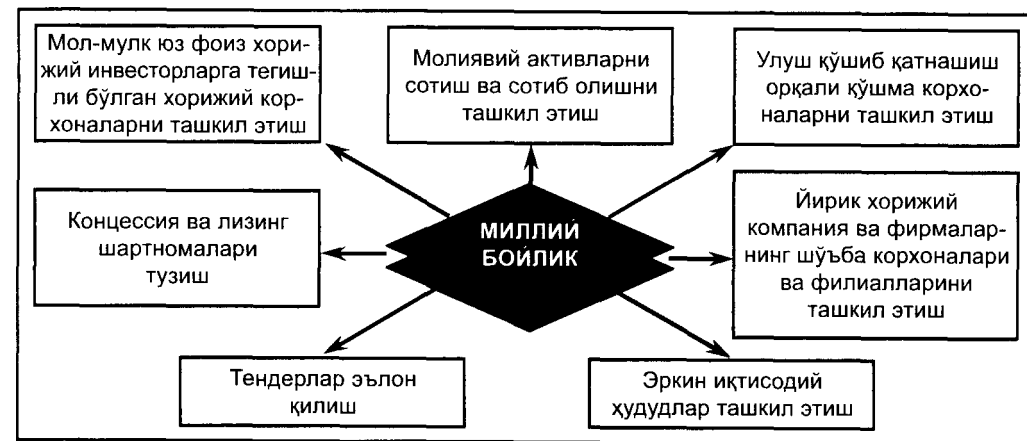 Мол-мулк юз фоиз хори-
жий инвесторларга тегиш-
ли бўлган хорижий кор-
хоналарни ташкил этиш
Молиявий активларни
сотиш ва сотиб олишни
ташкил этиш
Улуш қўшиб қатнашиш
орқали қўшма корхо-
наларни ташкил этиш
Концессия ва лизинг
шартномалари
тузиш
МИЛЛИЙ
БОЙЛИК
Йирик хорижий
компания ва фирмалар-
нинг шўъба корхоналари
ва филиалларини
ташкил этиш
Тендерлар эълон
қилиш
Эркин иқтисодий
ҳудудлар ташкил этиш